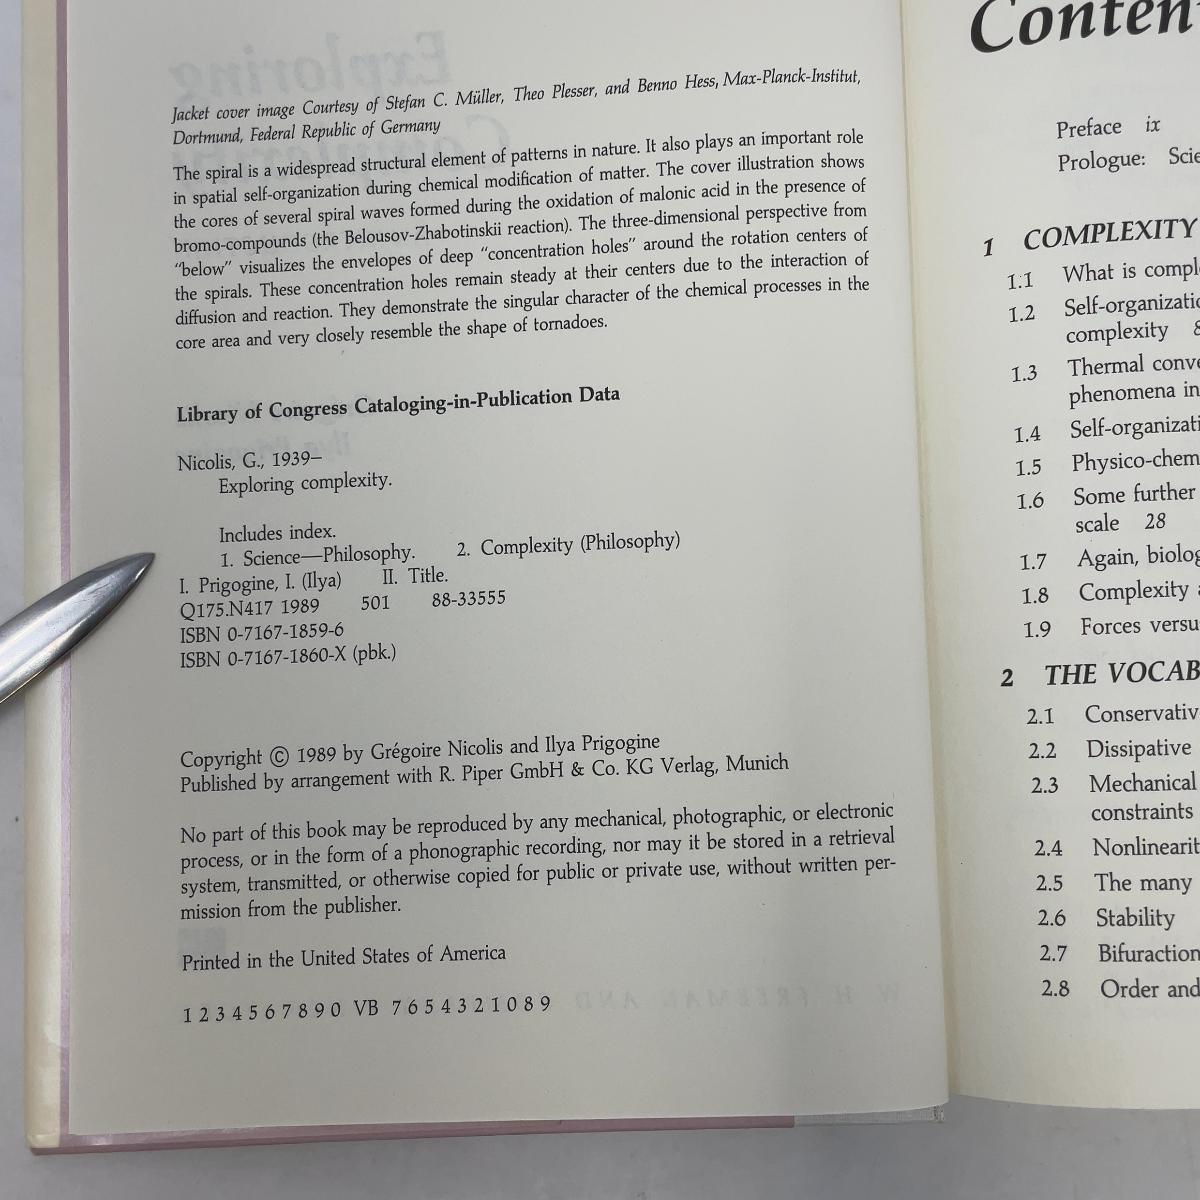 Jacket cover image Courtesy of Stefan C. Müller, Theo Plesser, and Benno Hess, Max-Planck-Institut,
Dortmund, Federal Republic of Germany
The spiral is a widespread structural element of patterns in nature. It also plays an important role
in spatial self-organization during chemical modification of matter. The cover illustration shows
the cores of several spiral waves formed during the oxidation of malonic acid in the presence of
bromo-compounds (the Belousov-Zhabotinskii reaction). The three-dimensional perspective from
“below” visualizes the envelopes of deep “concentration holes” around the rotation centers of
the spirals. These concentration holes remain steady at their centers due to the interaction of
diffusion and reaction. They demonstrate the singular character of the chemical processes in the
core area and very closely resemble the shape of tornadoes.
Library of Congress Cataloging-in-Publication Data
Nicolis, G., 1939–
Exploring complexity.
Includes index.
1. Science—Philosophy. 2. Complexity (Philosophy)
I. Prigogine, I. (Ilya) II. Title.
Q175.N417 1989 501 88-33555
ISBN 0-7167-1859-6
ISBN 0-7167-1860-X (pbk.)
Copyright © 1989 by Grégoire Nicolis and Ilya Prigogine
Published by arrangement with R. Piper GmbH & Co. KG Verlag, Munich
No part of this book may be reproduced by any mechanical, photographic, or electronic
process, or in the form of a phonographic recording, nor may it be stored in a retrieval
system, transmitted, or otherwise copied for public or private use, without written per-
mission from the publisher.
Printed in the United States of America
1 2 3 4 5 6 7 8 9 0 VB 7 6 5 4 3 2 1 0 8 9
Conten
Preface ix
Prologue: Scie
1 COMPLEXITY
1.1 What is compl
1.2 Self-organizatio
complexity 8
1.3 Thermal conve
phenomena in
1.4 Self-organizati
1.5 Physico-chem
1.6 Some further
scale 28
1.7 Again, biolog
1.8 Complexity a
1.9 Forces versu
2 THE VOCAB
2.1 Conservativ
2.2 Dissipative
2.3 Mechanical
constraints
2.4 Nonlinearit
2.5 The many
2.6 Stability
2.7 Bifurcation
2.8 Order and